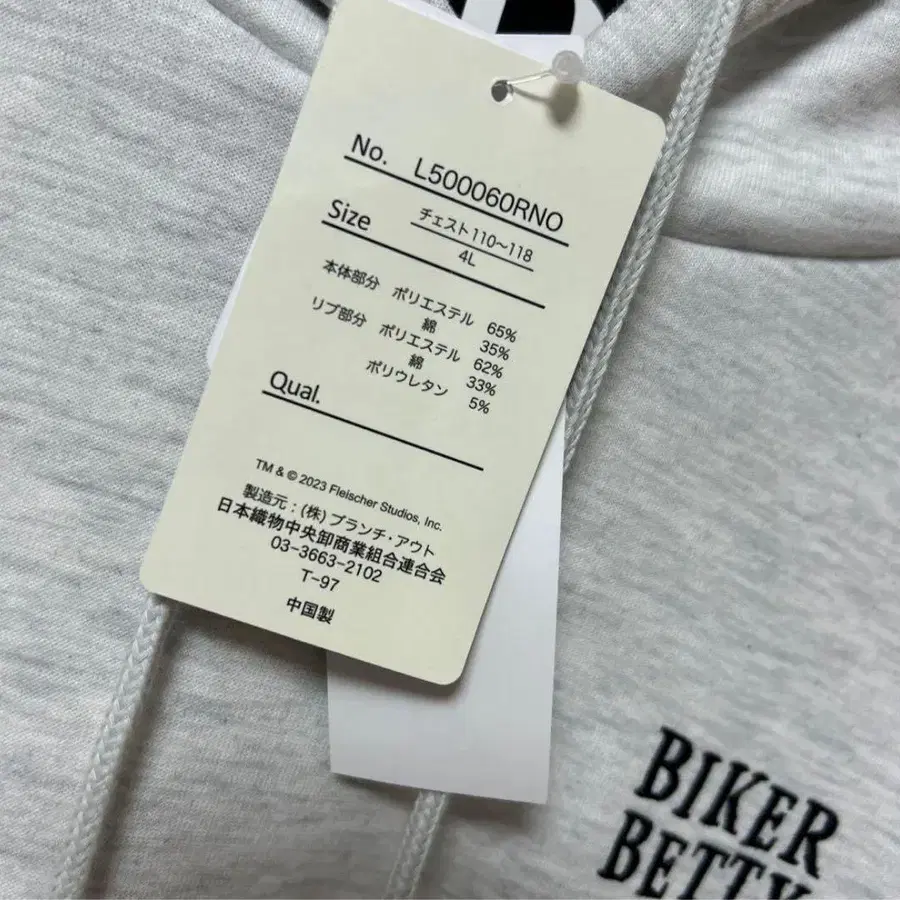 No. L500060RNO
Size チェスト110～118
4L
本体部分 ポリエステル 65%
綿 35%
リブ部分 ポリエステル 62%
綿 33%
ポリウレタン 5%
Qual.
TM & © 2023 Fleischer Studios, Inc.
製造元：(株) ブランチ・アウト
日本織物中央卸商業組合連合会
03-3663-2102
T-97
中国製
BIKER
BETTY